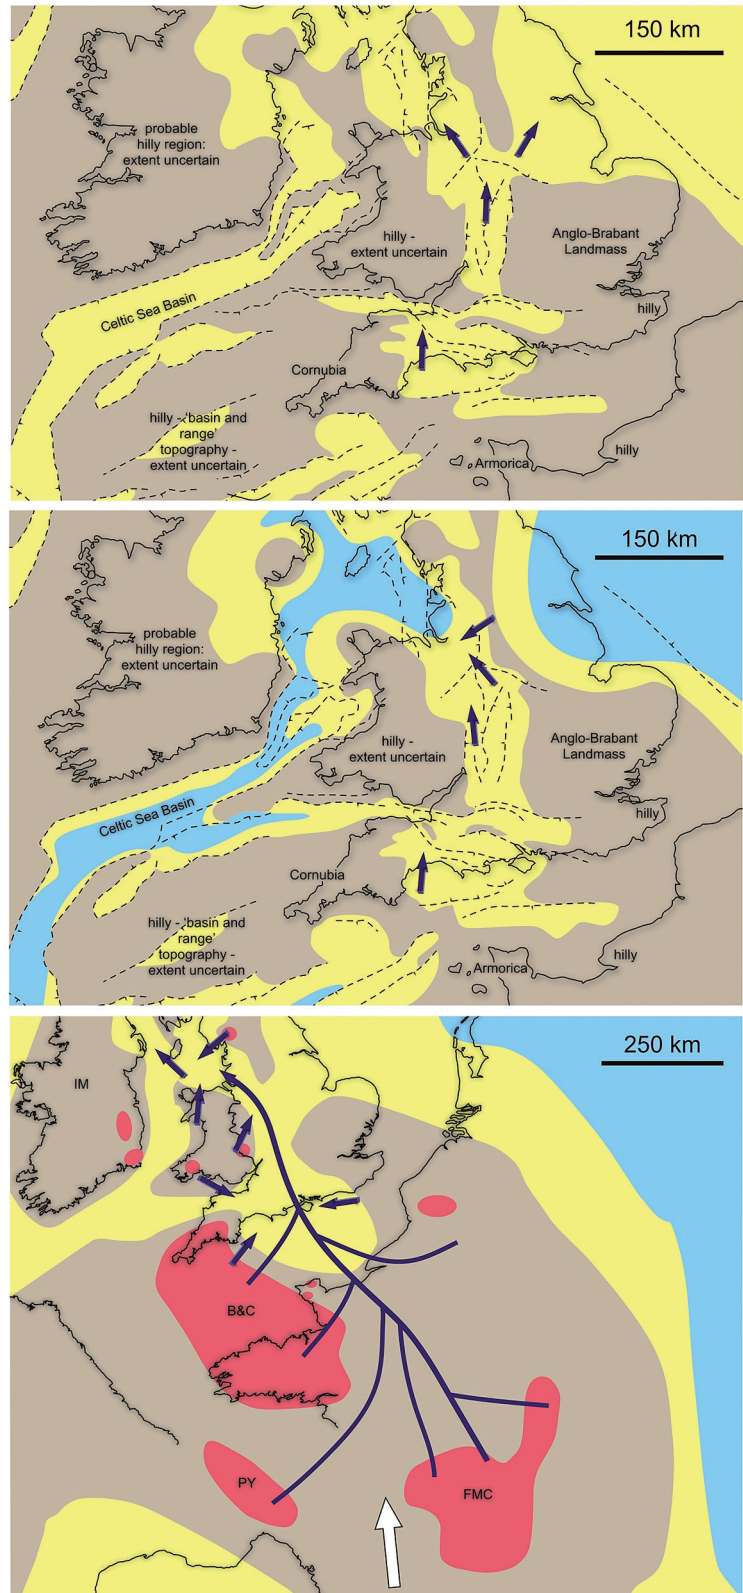 150 km
probable
hilly region:
extent uncertain
hilly -
extent uncertain
Anglo-Brabant
Landmass
Celtic Sea Basin
hilly
Cornubia
hilly - 'basin and
range'
topography -
extent uncertain
hilly
Armorica
150 km
probable
hilly region:
extent uncertain
hilly -
extent uncertain
Anglo-Brabant
Landmass
Celtic Sea Basin
hilly
Cornubia
hilly - 'basin and
range'
topography -
extent uncertain
hilly
Armorica
250 km
IM
B&C
PY
FMC